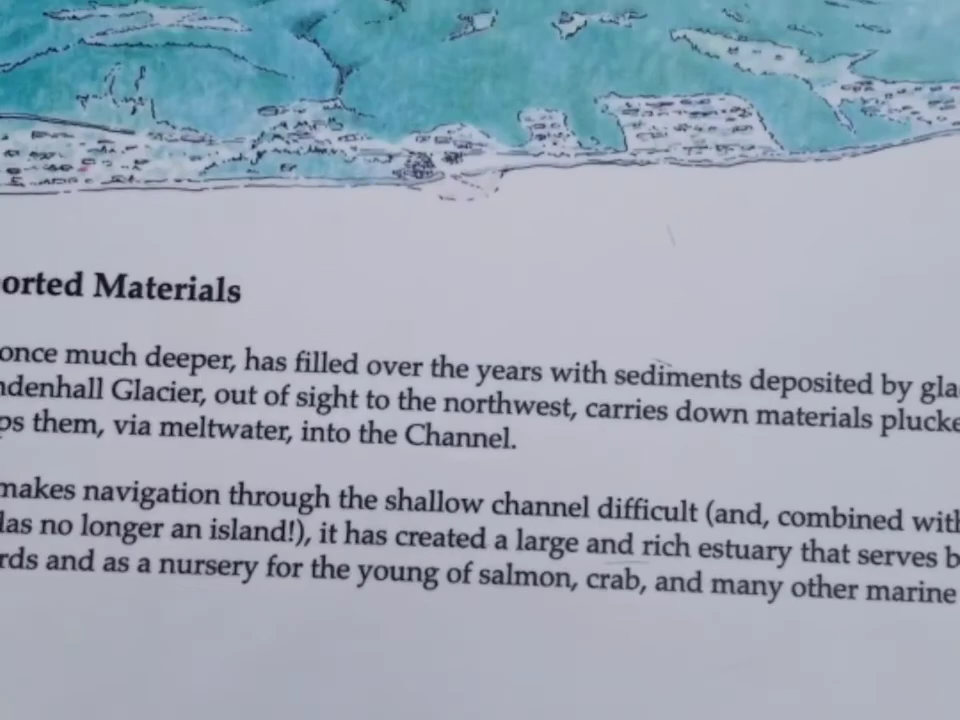 orted Materials
once much deeper, has filled over the years with sediments deposited by gla
ndenhall Glacier, out of sight to the northwest, carries down materials plucke
ps them, via meltwater, into the Channel.
makes navigation through the shallow channel difficult (and, combined with
las no longer an island!), it has created a large and rich estuary that serves b
rds and as a nursery for the young of salmon, crab, and many other marine